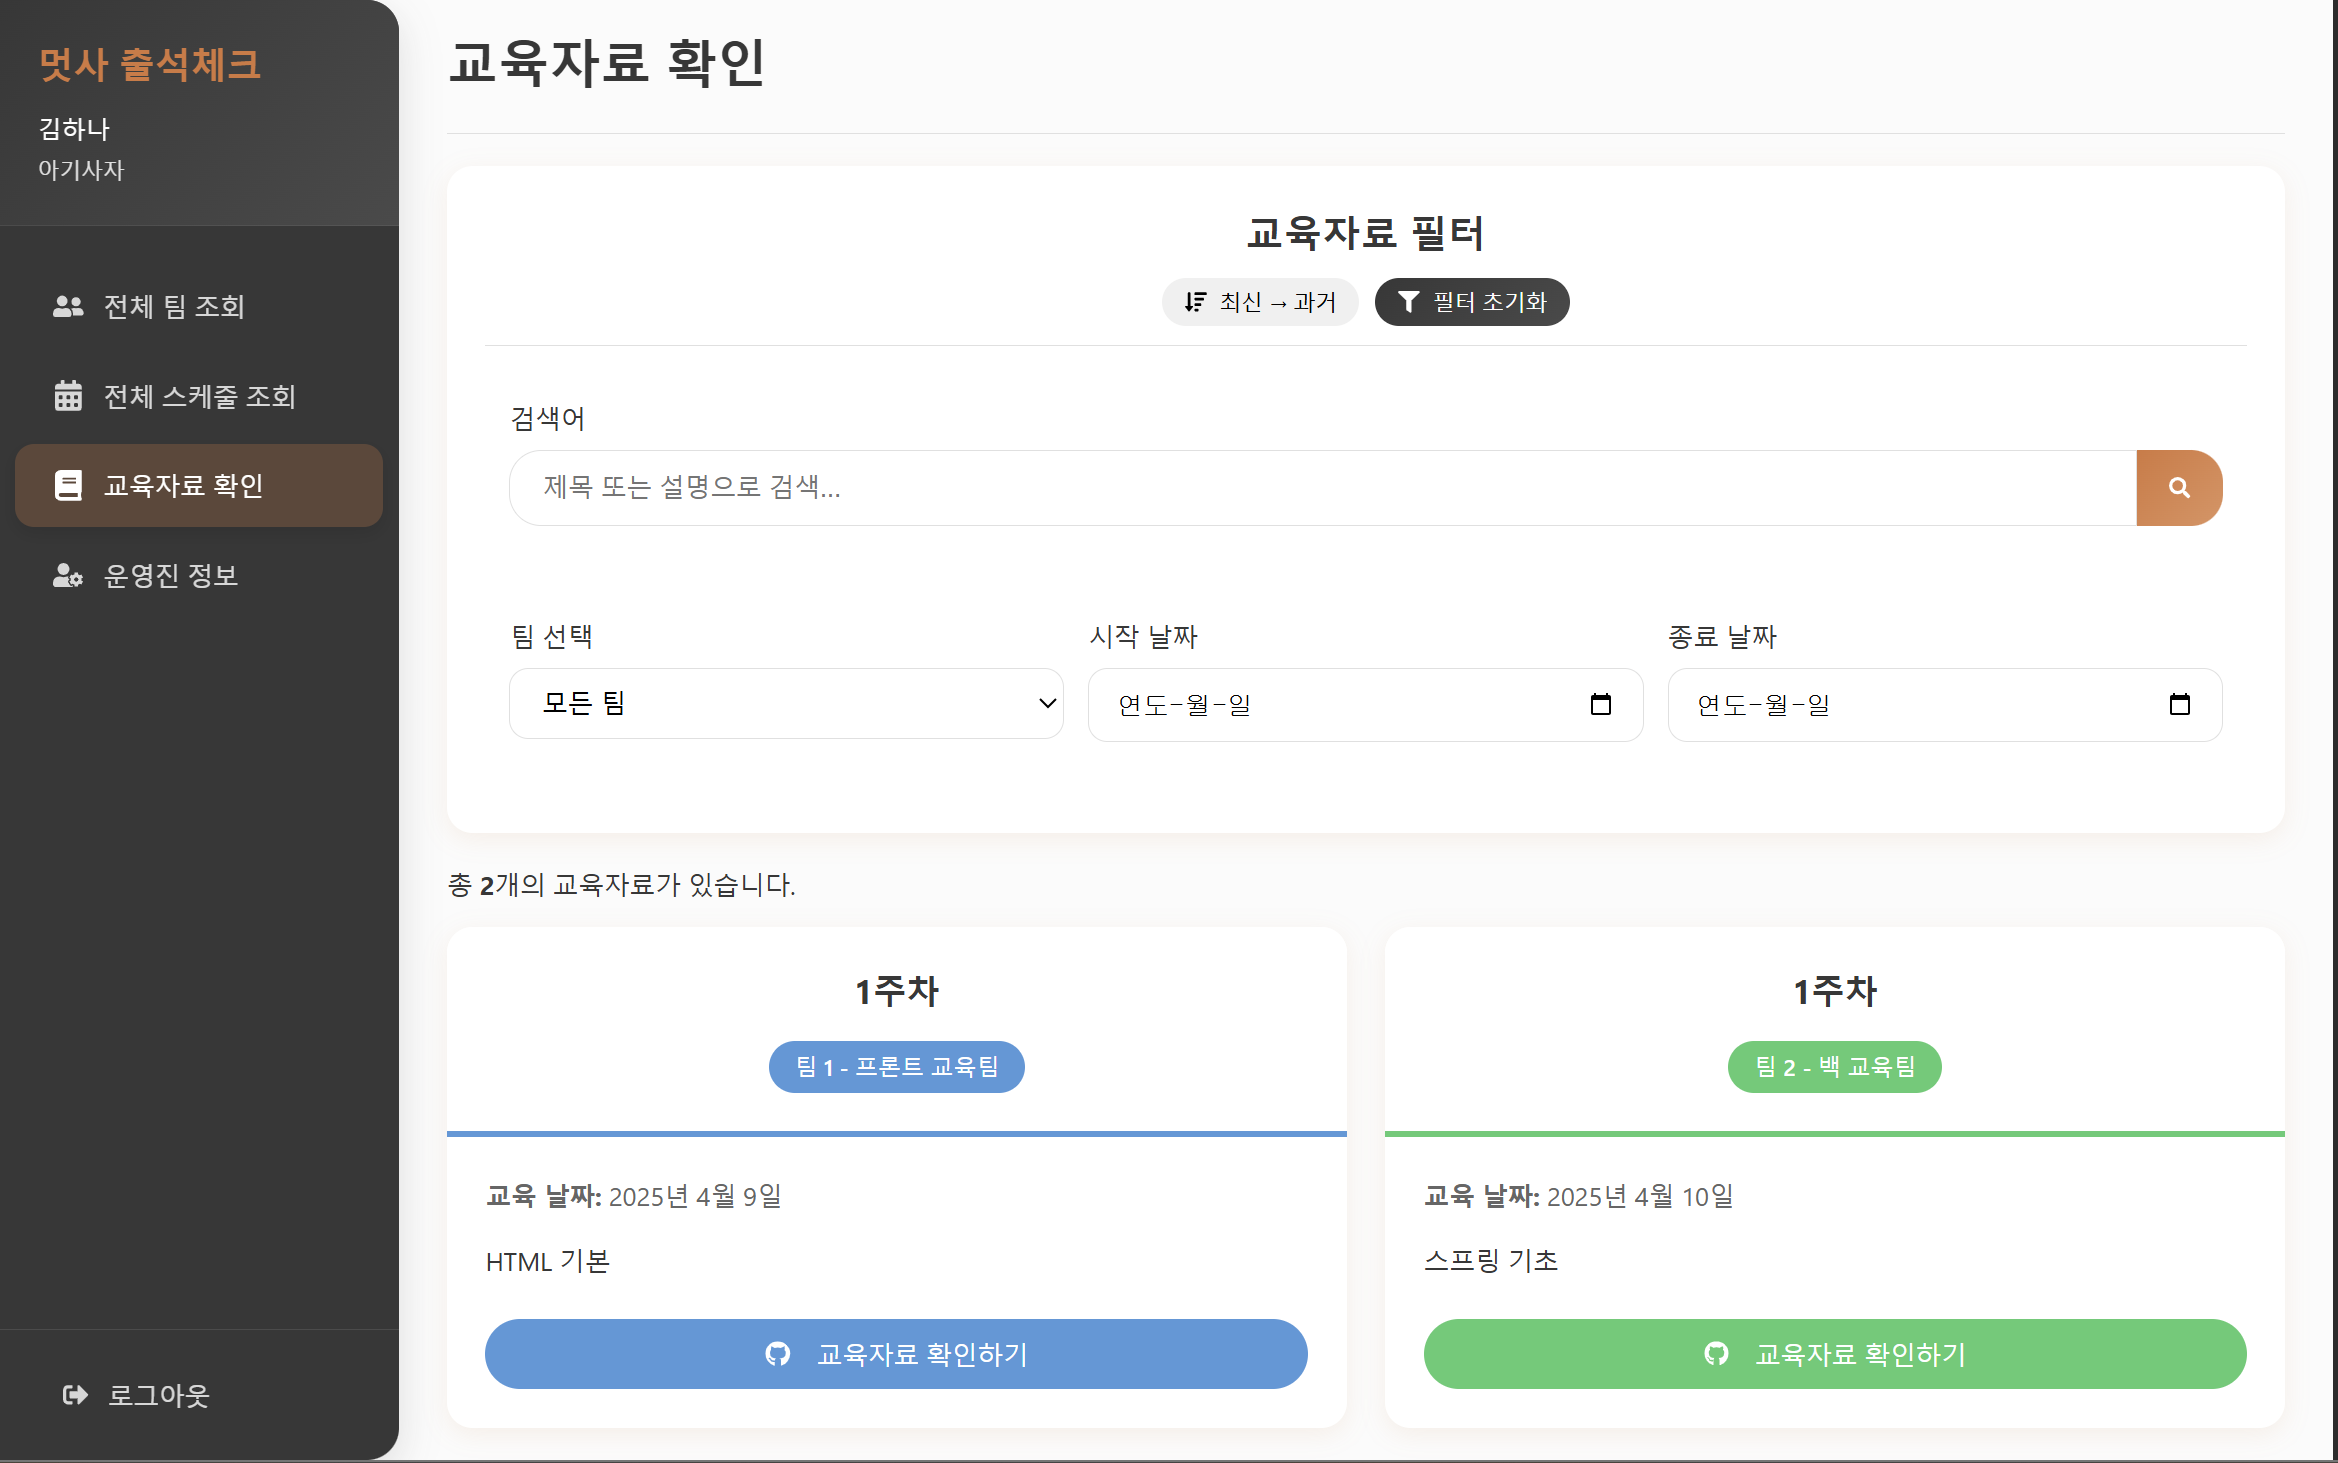 멋사 출석체크
김하나
아기사자
전체 팀 조회
전체 스케줄 조회
교육자료 확인
운영진 정보
로그아웃
교육자료 확인
교육자료 필터
최신 → 과거
필터 초기화
검색어
제목 또는 설명으로 검색...
팀 선택
시작 날짜
종료 날짜
모든 팀
연도-월-일
연도-월-일
총 2개의 교육자료가 있습니다.
1주차
팀 1 - 프론트 교육팀
교육 날짜: 2025년 4월 9일
HTML 기본
교육자료 확인하기
1주차
팀 2 - 백 교육팀
교육 날짜: 2025년 4월 10일
스프링 기초
교육자료 확인하기